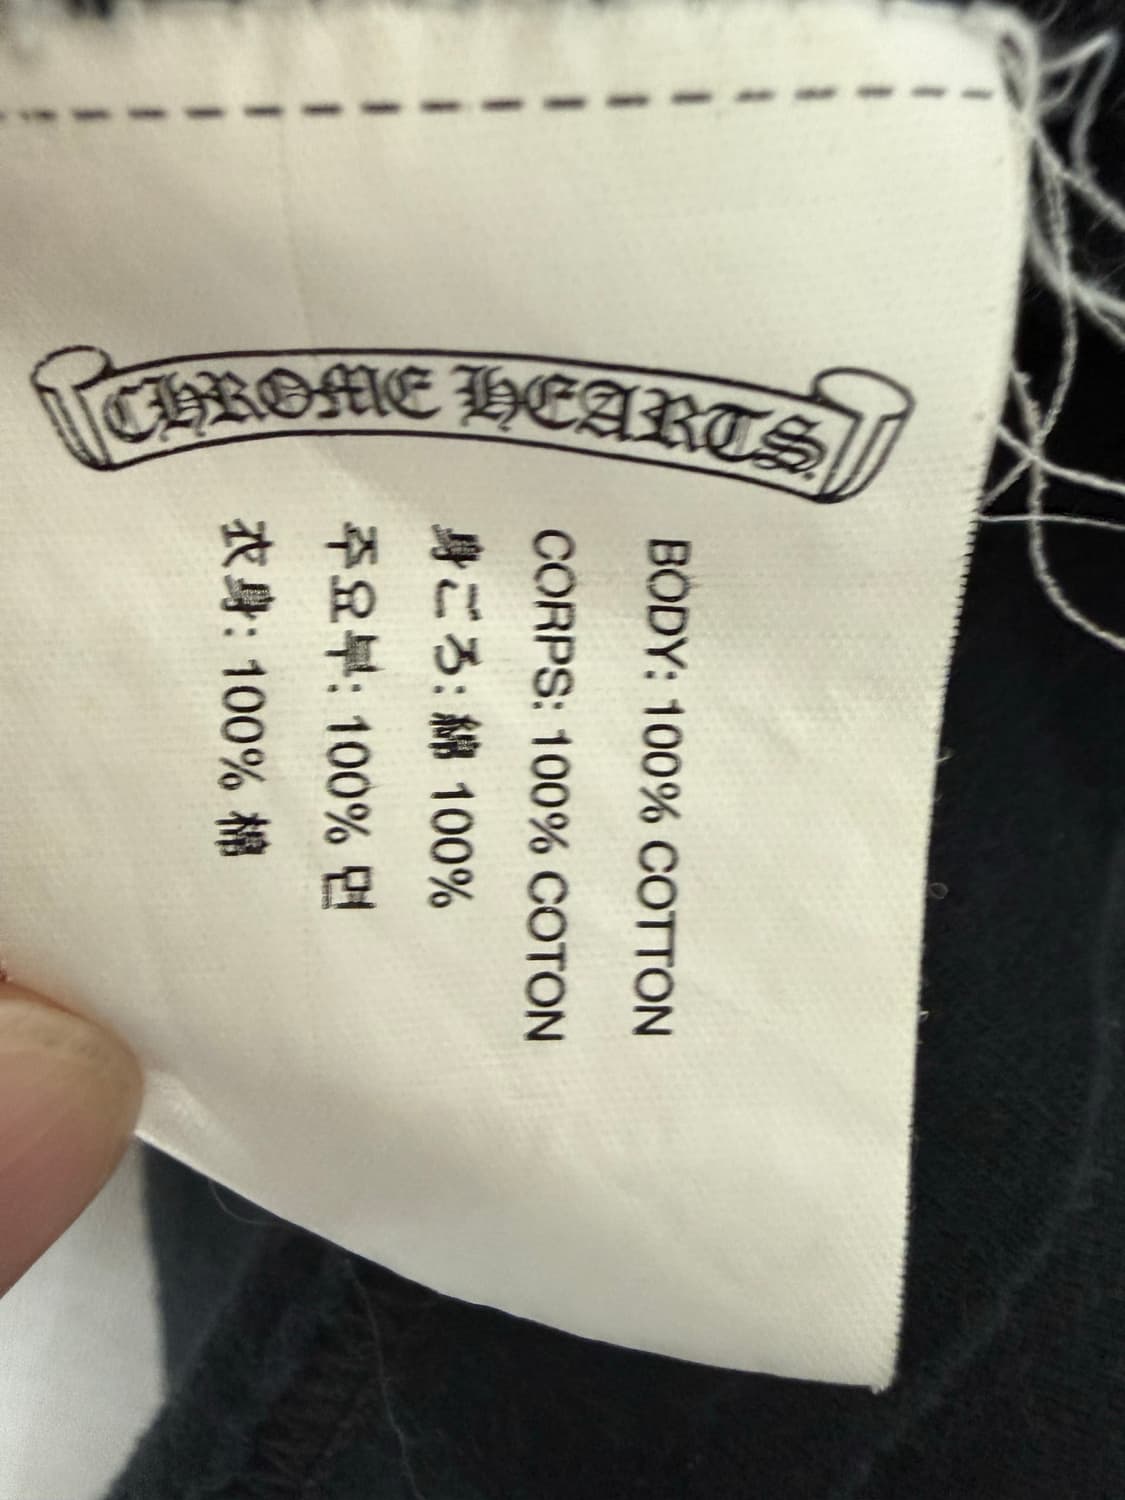 CHROME HEARTS
BODY: 100% COTTON
CORPS: 100% COTON
身ごろ: 綿 100%
주요부: 100% 면
衣身: 100% 棉